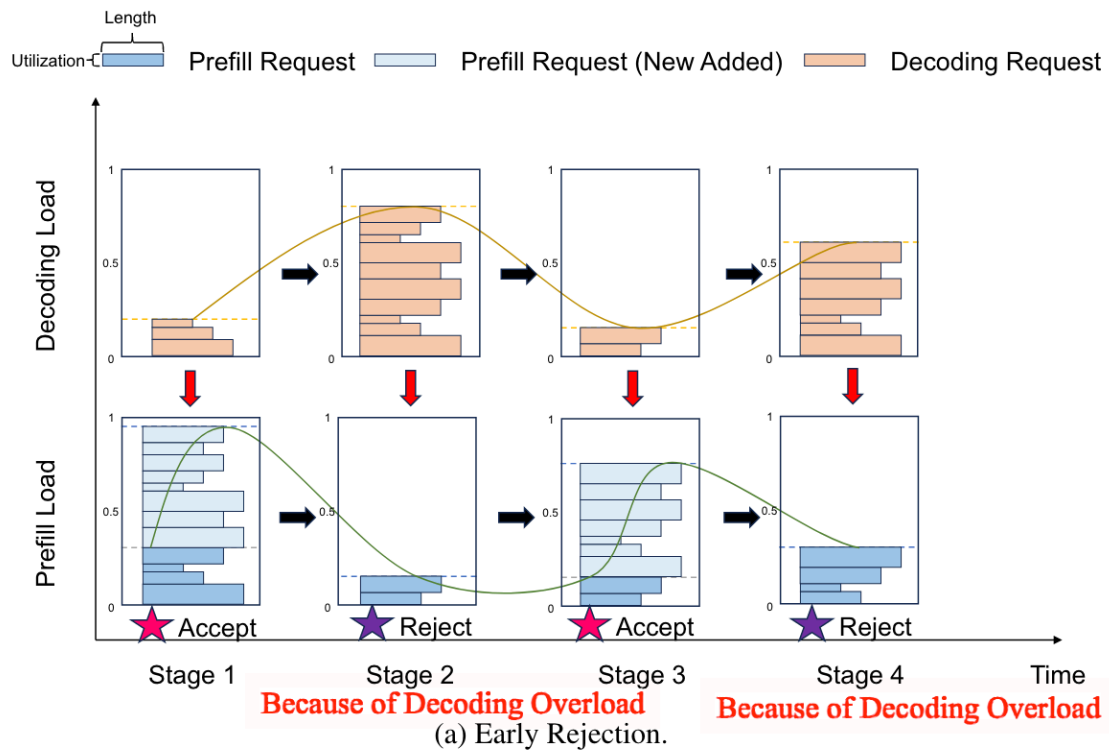 Length
Utilization
Prefill Request
Prefill Request (New Added)
Decoding Request
Decoding Load
1
0.5
0
1
0.5
0
1
0.5
0
1
0.5
0
Prefill Load
1
0.5
0
1
0.5
0
1
0.5
0
1
0.5
0
Accept
Reject
Accept
Reject
Stage 1
Stage 2
Stage 3
Stage 4
Time
Because of Decoding Overload
Because of Decoding Overload
(a) Early Rejection.